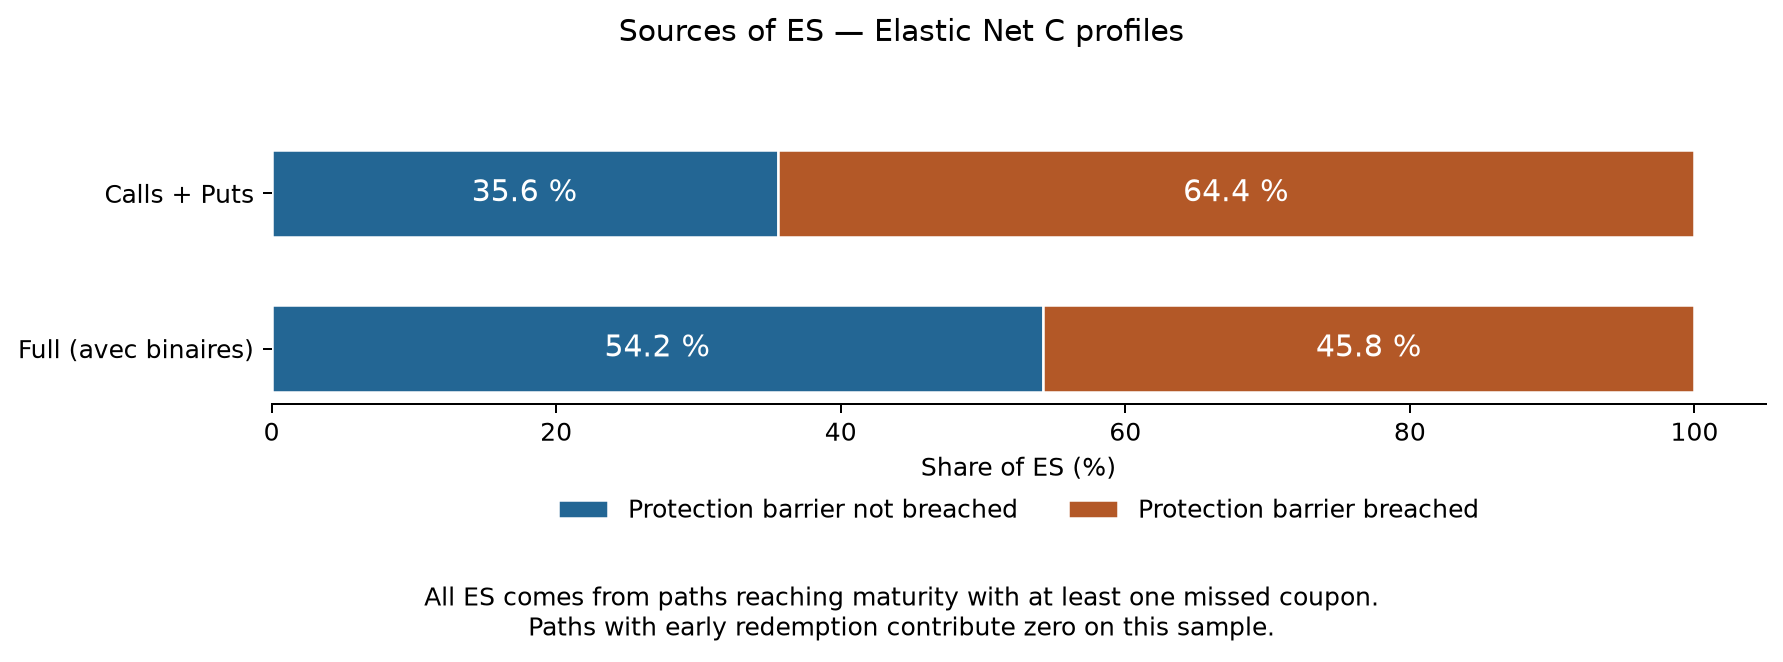 Sources of ES — Elastic Net C profiles
Calls + Puts
35.6 %
64.4 %
Full (avec binaires)
54.2 %
45.8 %
0 20 40 60 80 100
Share of ES (%)
Protection barrier not breached
Protection barrier breached
All ES comes from paths reaching maturity with at least one missed coupon.
Paths with early redemption contribute zero on this sample.